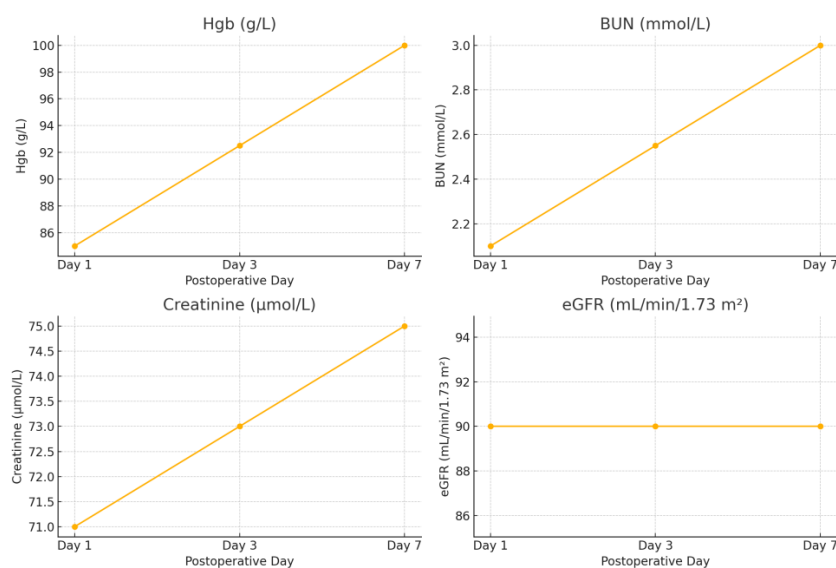 Hgb (g/L)
Hgb (g/L)
100
98
96
94
92
90
88
86
Day 1
Day 3
Day 7
Postoperative Day
BUN (mmol/L)
BUN (mmol/L)
3.0
2.8
2.6
2.4
2.2
Day 1
Day 3
Day 7
Postoperative Day
Creatinine (µmol/L)
Creatinine (µmol/L)
75.0
74.5
74.0
73.5
73.0
72.5
72.0
71.5
71.0
Day 1
Day 3
Day 7
Postoperative Day
eGFR (mL/min/1.73 m²)
eGFR (mL/min/1.73 m²)
94
92
90
88
86
Day 1
Day 3
Day 7
Postoperative Day